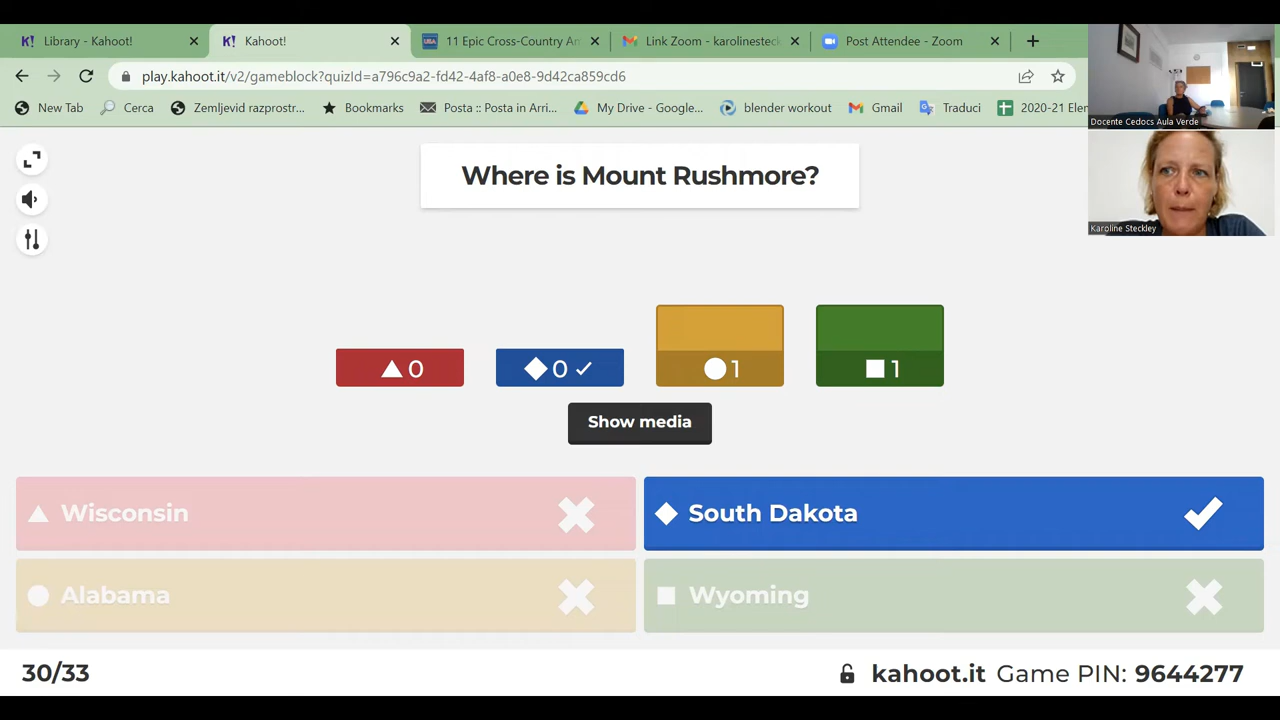 Library - Kahoot!
Kahoot!
11 Epic Cross-Country Am
Link Zoom - karolinesteck
Post Attendee - Zoom
play.kahoot.it/v2/gameblock?quizId=a796c9a2-fd42-4af8-a0e8-9d42ca859cd6
New Tab
Cerca
Zemljevid razprostr...
Bookmarks
Posta :: Posta in Arri...
My Drive - Google...
blender workout
Gmail
Traduci
2020-21 Elem
Docente Cedocs Aula Verde
Karoline Steckley
Where is Mount Rushmore?
0
0
1
1
Show media
Wisconsin
South Dakota
Alabama
Wyoming
30/33
kahoot.it Game PIN: 9644277